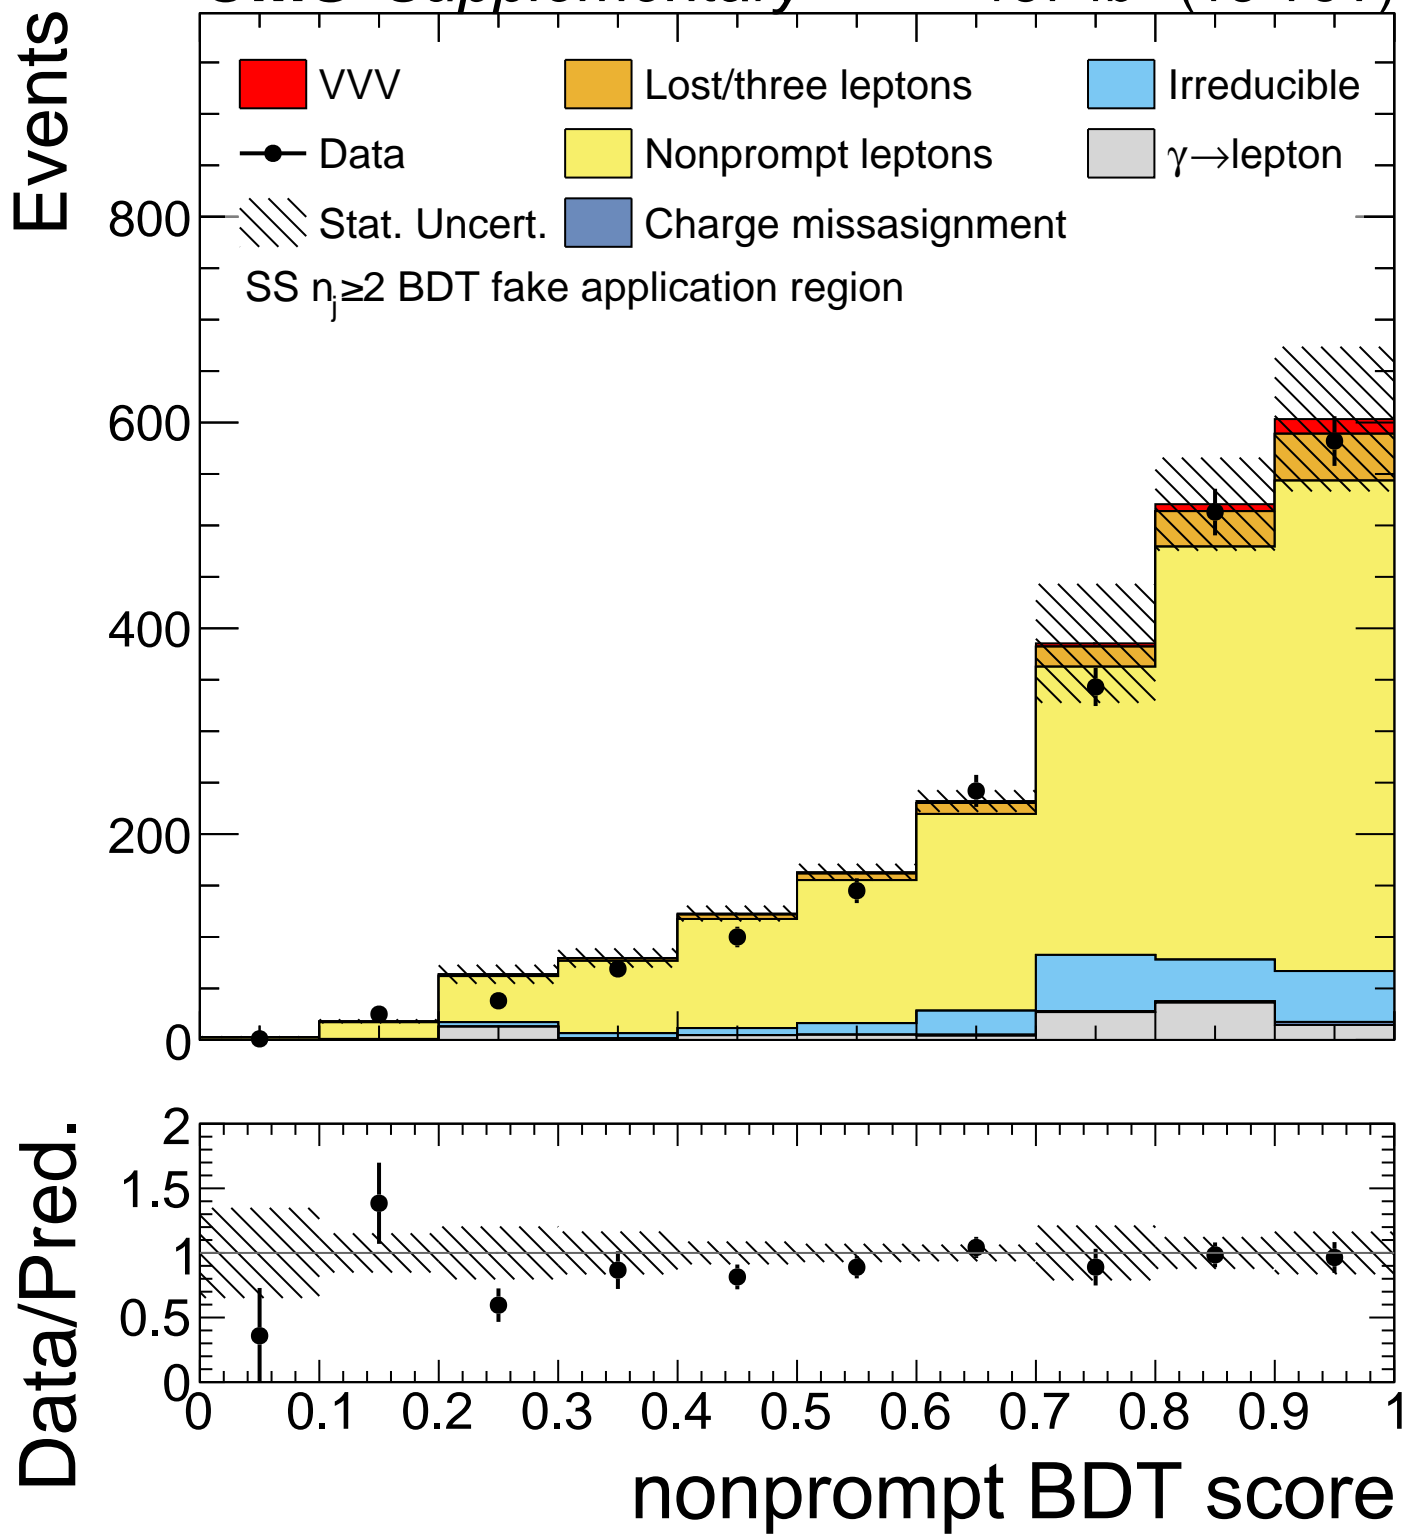 CMS Supplementary
Events
VVV
Lost/three leptons
Irreducible
Data
Nonprompt leptons
γ→lepton
Stat. Uncert.
Charge missasignment
SS nj≥2 BDT fake application region
800
600
400
200
0
Data/Pred.
2
1.5
1
0.5
0
0 0.1 0.2 0.3 0.4 0.5 0.6 0.7 0.8 0.9 1
nonprompt BDT score